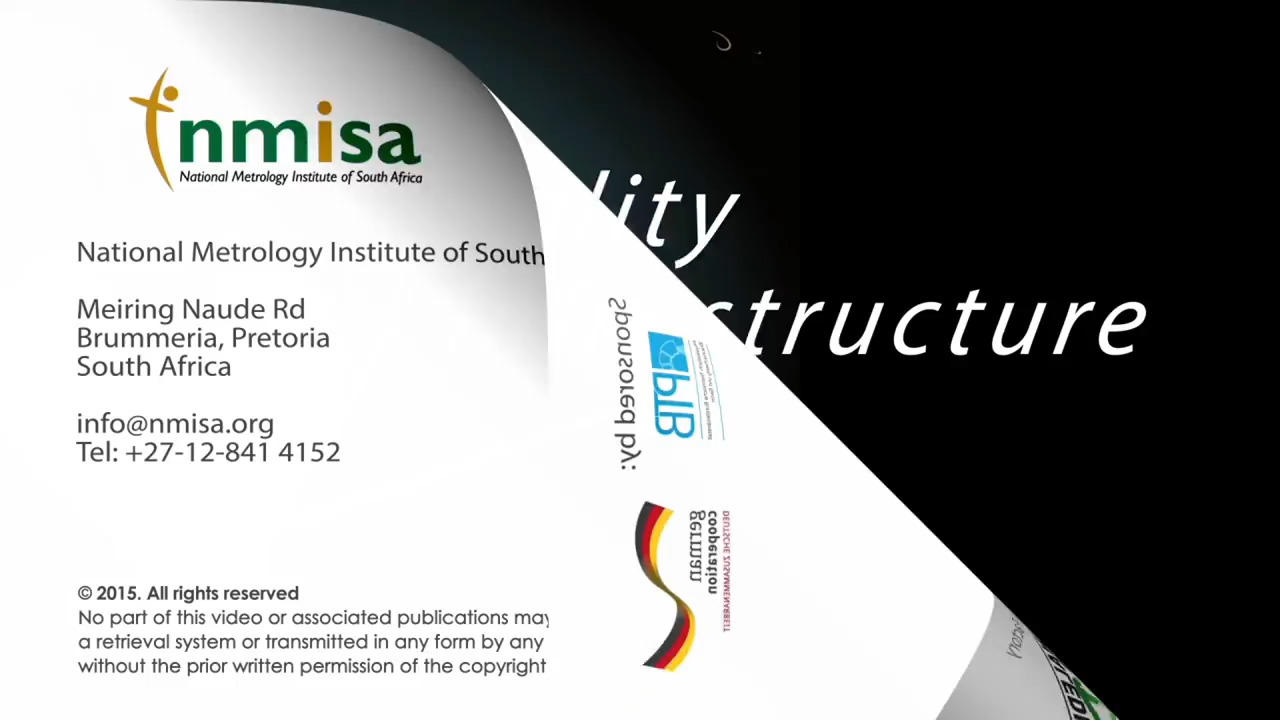 nmisa
National Metrology Institute of South Africa
National Metrology Institute of South
Meiring Naude Rd
Brummeria, Pretoria
South Africa
info@nmisa.org
Tel: +27-12-841 4152
© 2015. All rights reserved
No part of this video or associated publications may
a retrieval system or transmitted in any form by any
without the prior written permission of the copyright
lity
structure
sponsored by:
PTB
german
cooperation
DEUTSCHE ZUSAMMENARBEIT